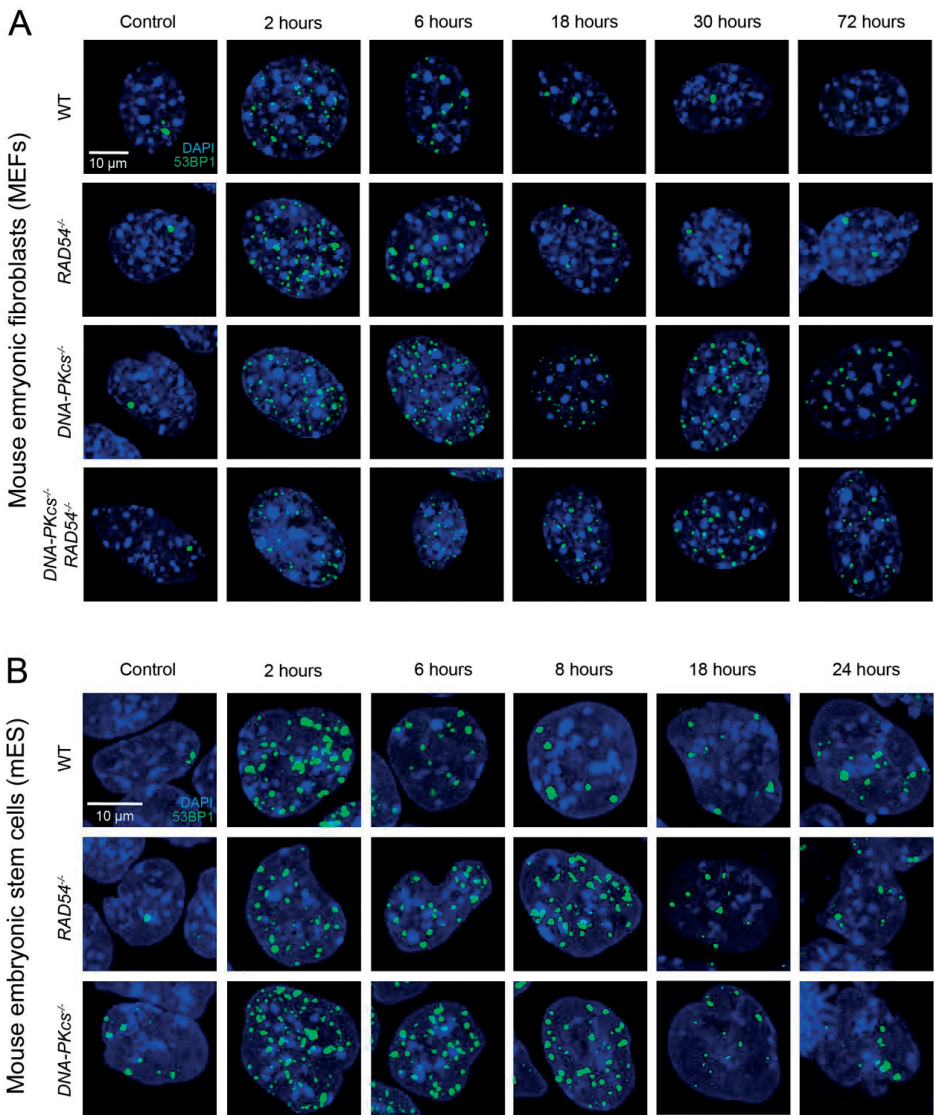 A
Control 2 hours 6 hours 18 hours 30 hours 72 hours
Mouse emryonic fibroblasts (MEFs)
WT
DAPI
53BP1
10 µm
RAD54-/-
DNA-PKcs-/-
DNA-PKcs-/-
RAD54-/-
B
Control 2 hours 6 hours 8 hours 18 hours 24 hours
Mouse embryonic stem cells (mES)
WT
DAPI
53BP1
10 µm
RAD54-/-
DNA-PKcs-/-